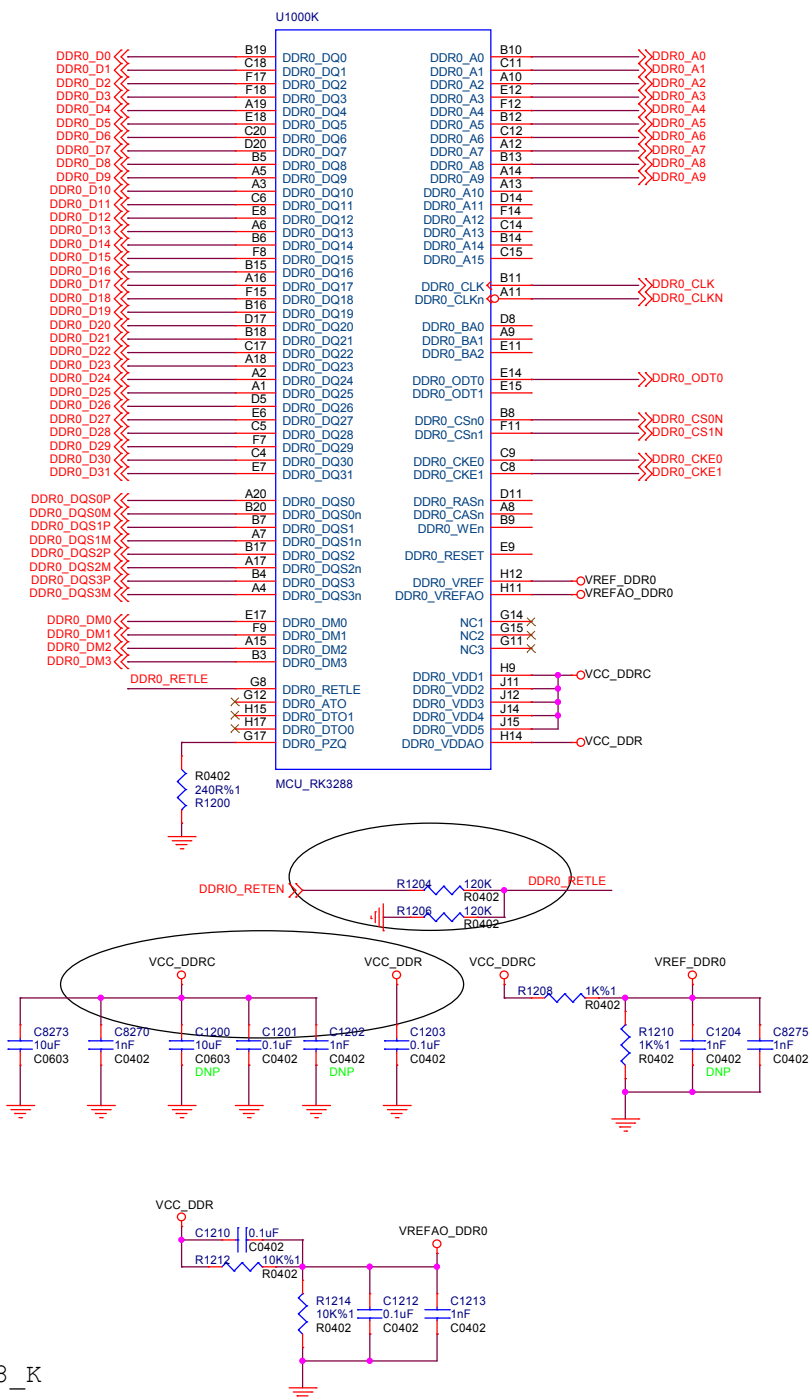 U1000K
DDR0_D0 B19 DDR0_DQ0 DDR0_A0 B10 DDR0_A0
DDR0_D1 C18 DDR0_DQ1 DDR0_A1 C11 DDR0_A1
DDR0_D2 F17 DDR0_DQ2 DDR0_A2 A10 DDR0_A2
DDR0_D3 F18 DDR0_DQ3 DDR0_A3 E12 DDR0_A3
DDR0_D4 A19 DDR0_DQ4 DDR0_A4 F12 DDR0_A4
DDR0_D5 E18 DDR0_DQ5 DDR0_A5 B12 DDR0_A5
DDR0_D6 C20 DDR0_DQ6 DDR0_A6 C12 DDR0_A6
DDR0_D7 D20 DDR0_DQ7 DDR0_A7 A12 DDR0_A7
DDR0_D8 B5 DDR0_DQ8 DDR0_A8 B13 DDR0_A8
DDR0_D9 A5 DDR0_DQ9 DDR0_A9 A14 DDR0_A9
DDR0_D10 A3 DDR0_DQ10 DDR0_A10 A13
DDR0_D11 C6 DDR0_DQ11 DDR0_A11 D14
DDR0_D12 E8 DDR0_DQ12 DDR0_A12 F14
DDR0_D13 A6 DDR0_DQ13 DDR0_A13 C14
DDR0_D14 B6 DDR0_DQ14 DDR0_A14 B14
DDR0_D15 F8 DDR0_DQ15 DDR0_A15 C15
DDR0_D16 B15 DDR0_DQ16
DDR0_D17 A16 DDR0_DQ17 DDR0_CLK B11 DDR0_CLK
DDR0_D18 F15 DDR0_DQ18 DDR0_CLKn A11 DDR0_CLKN
DDR0_D19 B16 DDR0_DQ19
DDR0_D20 D17 DDR0_DQ20 DDR0_BA0 D8
DDR0_D21 B18 DDR0_DQ21 DDR0_BA1 A9
DDR0_D22 C17 DDR0_DQ22 DDR0_BA2 E11
DDR0_D23 A18 DDR0_DQ23
DDR0_D24 A2 DDR0_DQ24 DDR0_ODT0 E14 DDR0_ODT0
DDR0_D25 A1 DDR0_DQ25 DDR0_ODT1 E15
DDR0_D26 D5 DDR0_DQ26
DDR0_D27 E6 DDR0_DQ27 DDR0_CSn0 B8 DDR0_CS0N
DDR0_D28 C5 DDR0_DQ28 DDR0_CSn1 F11 DDR0_CS1N
DDR0_D29 F7 DDR0_DQ29
DDR0_D30 C4 DDR0_DQ30 DDR0_CKE0 C9 DDR0_CKE0
DDR0_D31 E7 DDR0_DQ31 DDR0_CKE1 C8 DDR0_CKE1
DDR0_DQS0P A20 DDR0_DQS0 DDR0_RASn D11
DDR0_DQS0M B20 DDR0_DQS0n DDR0_CASn A8
DDR0_DQS1P B7 DDR0_DQS1 DDR0_WEn B9
DDR0_DQS1M A7 DDR0_DQS1n
DDR0_DQS2P B17 DDR0_DQS2 DDR0_RESET E9
DDR0_DQS2M A17 DDR0_DQS2n
DDR0_DQS3P B4 DDR0_DQS3 DDR0_VREF H12 VREF_DDR0
DDR0_DQS3M A4 DDR0_DQS3n DDR0_VREFAO H11 VREFAO_DDR0
DDR0_DM0 E17 DDR0_DM0 NC1 G14
DDR0_DM1 F9 DDR0_DM1 NC2 G15
DDR0_DM2 A15 DDR0_DM2 NC3 G11
DDR0_DM3 B3 DDR0_DM3
DDR0_RETLE G8 DDR0_RETLE DDR0_VDD1 H9 VCC_DDRC
G12 DDR0_ATO DDR0_VDD2 J11
H15 DDR0_DTO1 DDR0_VDD3 J12
H17 DDR0_DTO0 DDR0_VDD4 J14
G17 DDR0_PZQ DDR0_VDD5 J15
DDR0_VDDAO H14 VCC_DDR
R0402
240R%1
R1200
MCU_RK3288
DDRIO_RETEN R1204 120K DDR0_RETLE
R0402
R1206 120K
R0402
VCC_DDRC VCC_DDR VCC_DDRC VREF_DDR0
R1208 1K%1
R0402
C8273 C8270 C1200 C1201 C1202 C1203 R1210 C1204 C8275
10uF 1nF 10uF 0.1uF 1nF 0.1uF 1K%1 1nF 1nF
C0603 C0402 C0603 C0402 C0402 C0402 R0402 C0402 C0402
DNP DNP DNP
VCC_DDR
C1210 0.1uF VREFAO_DDR0
C0402
R1212 10K%1
R0402
R1214 C1212 C1213
10K%1 0.1uF 1nF
R0402 C0402 C0402
8_K